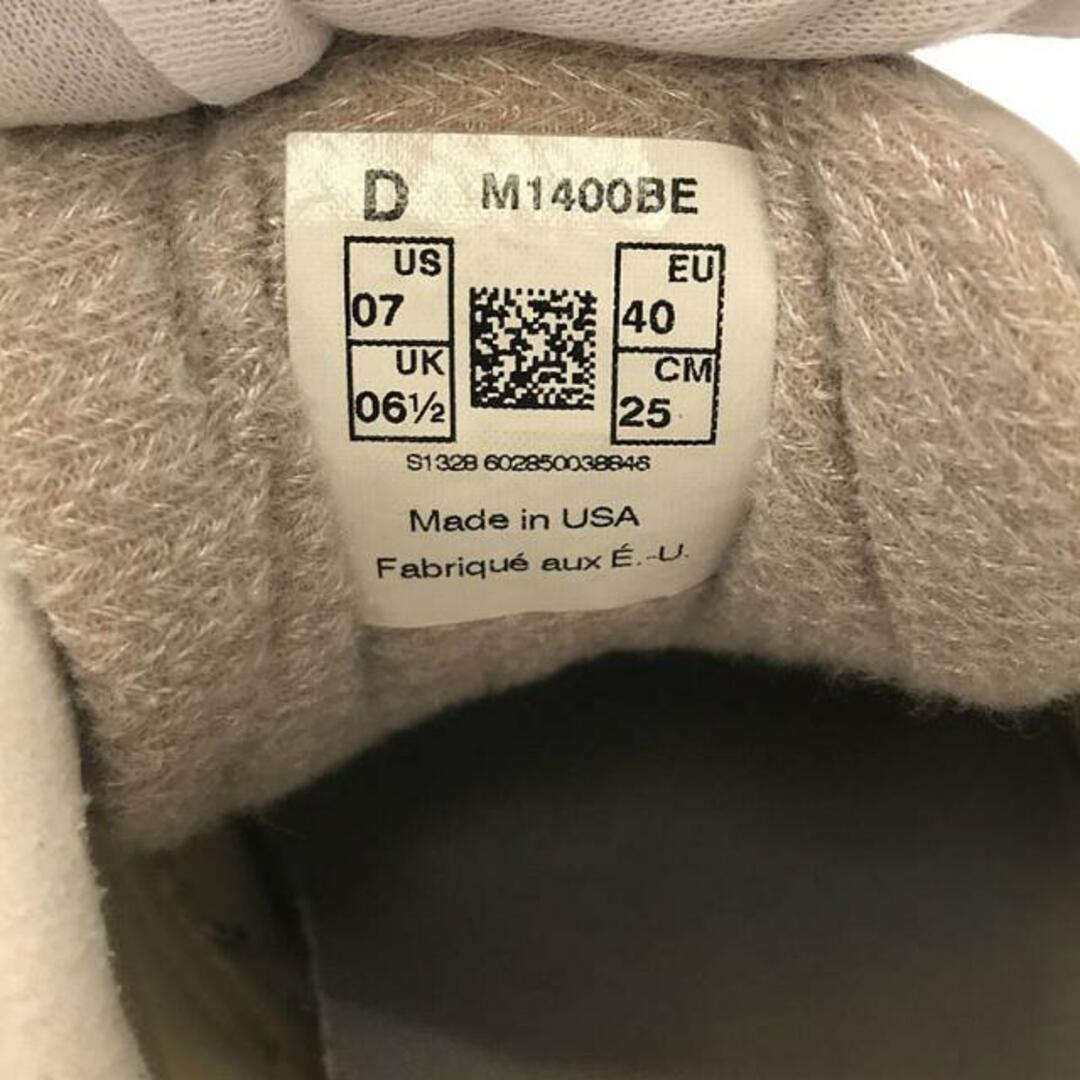 D M1400BE
US
07
UK
06½
EU
40
CM
25
S1328 602850038846
Made in USA
Fabriqué aux É.-U.